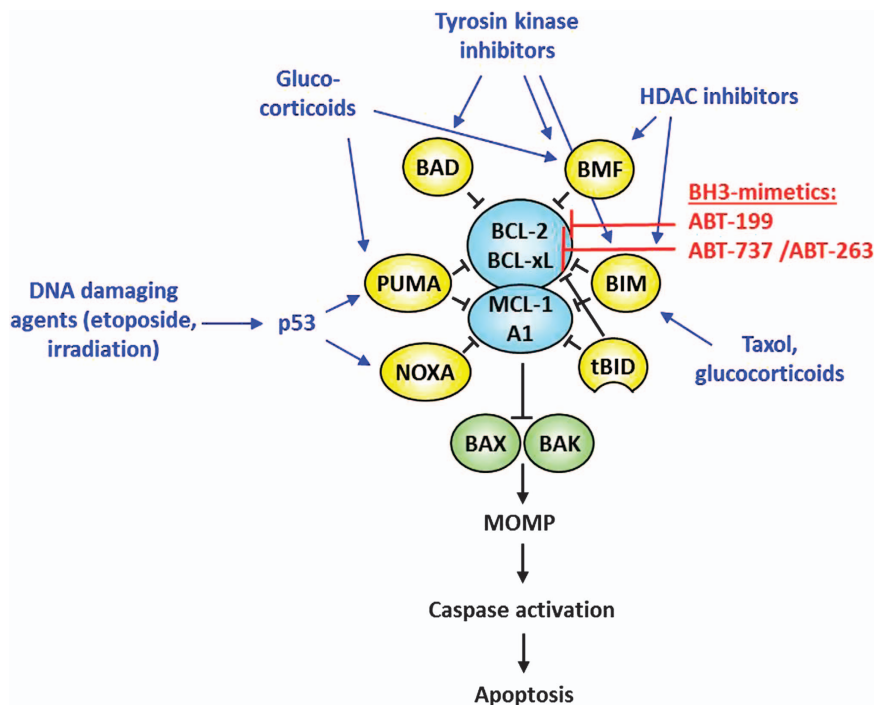 Tyrosin kinase
inhibitors
Gluco-
corticoids
HDAC inhibitors
BAD
BMF
BH3-mimetics:
ABT-199
ABT-737 /ABT-263
BCL-2
BCL-xL
PUMA
BIM
DNA damaging
agents (etoposide,
irradiation)
p53
MCL-1
A1
NOXA
tBID
Taxol,
glucocorticoids
BAX
BAK
MOMP
Caspase activation
Apoptosis